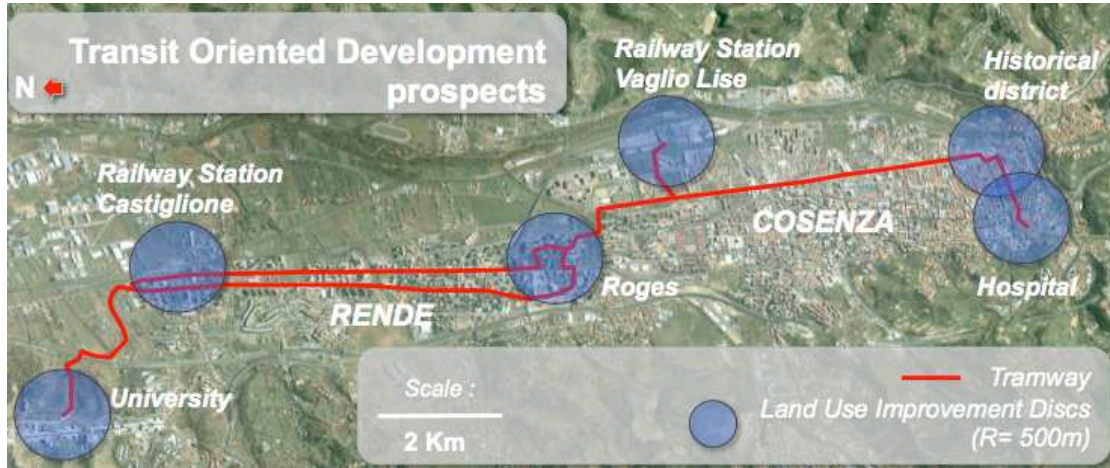 Transit Oriented Development
prospects
N
Railway Station
Vaglio Lise
Historical
district
Railway Station
Castiglione
COSENZA
Roges
RENDE
Hospital
University
Scale :
2 Km
Tramway
Land Use Improvement Discs
(R= 500m)